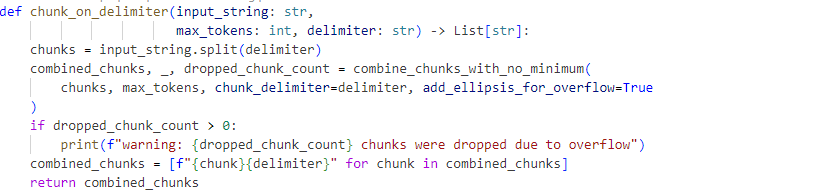 def chunk_on_delimiter(input_string: str,
                       max_tokens: int, delimiter: str) -> List[str]:
    chunks = input_string.split(delimiter)
    combined_chunks, _, dropped_chunk_count = combine_chunks_with_no_minimum(
        chunks, max_tokens, chunk_delimiter=delimiter, add_ellipsis_for_overflow=True
    )
    if dropped_chunk_count > 0:
        print(f"warning: {dropped_chunk_count} chunks were dropped due to overflow")
    combined_chunks = [f"{chunk}{delimiter}" for chunk in combined_chunks]
    return combined_chunks